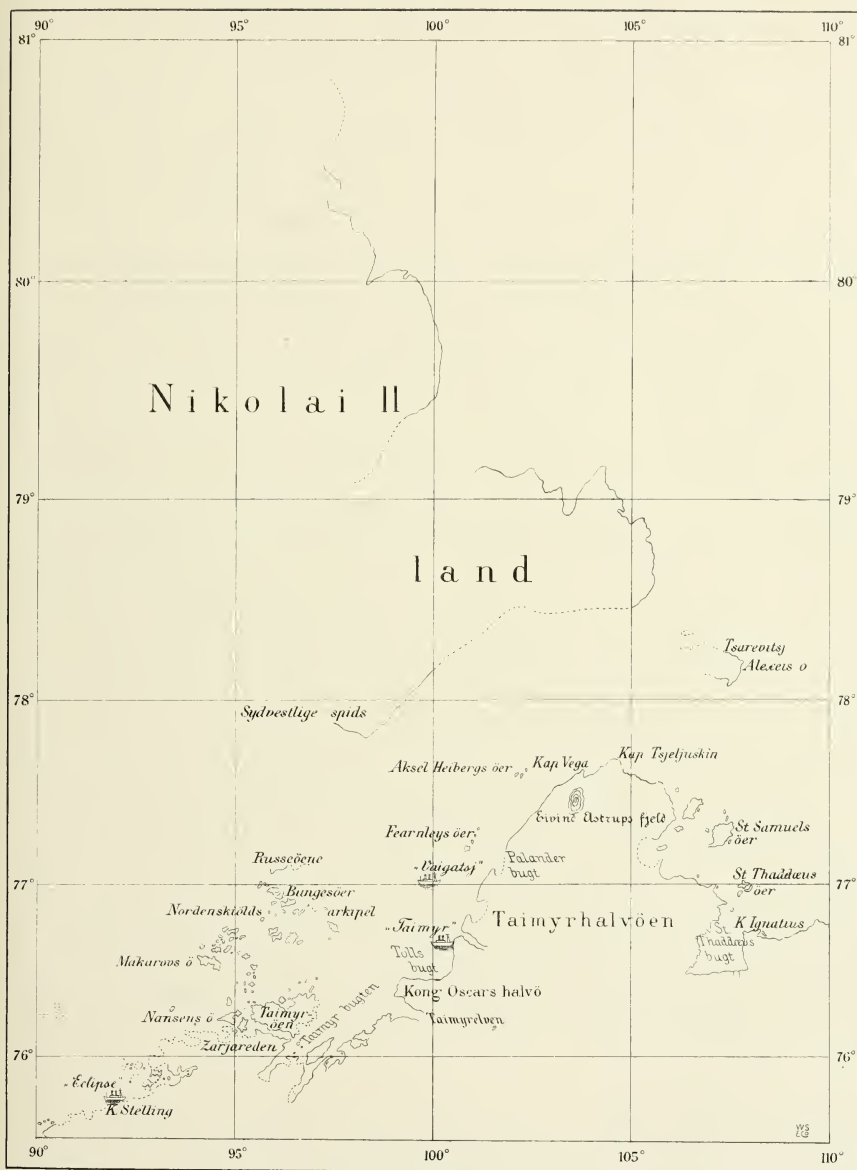 90°
95°
100°
105°
110°
81°
81°
80°
80°
Nikolai II
79°
79°
land
Tsarevitsj
Alexeis o
78°
78°
Sydvestlige spids
Kap Tsjeljuskin
Aksel Heibergs öer
Kap Vega
Eivind Astrups fjeld
Fearnleys öer
St Samuels
öer
Russeöene
"Vaigatsj"
Palander
bugt
77°
77°
St Thaddæus
öer
Bungesöer
Nordenskiölds arkipel
"Taimyr"
Taimyrhalvöen
K Ignatius
St
Thaddæus
bugt
Makarovs ö
Tolls
bugt
Kong Oscars halvö
Nansens ö
Taimyr
öen
Taimyr bugten
Taimyrelven
Zarjareden
76°
76°
"Eclipse"
K Stelling
WS
90°
95°
100°
105°
110°